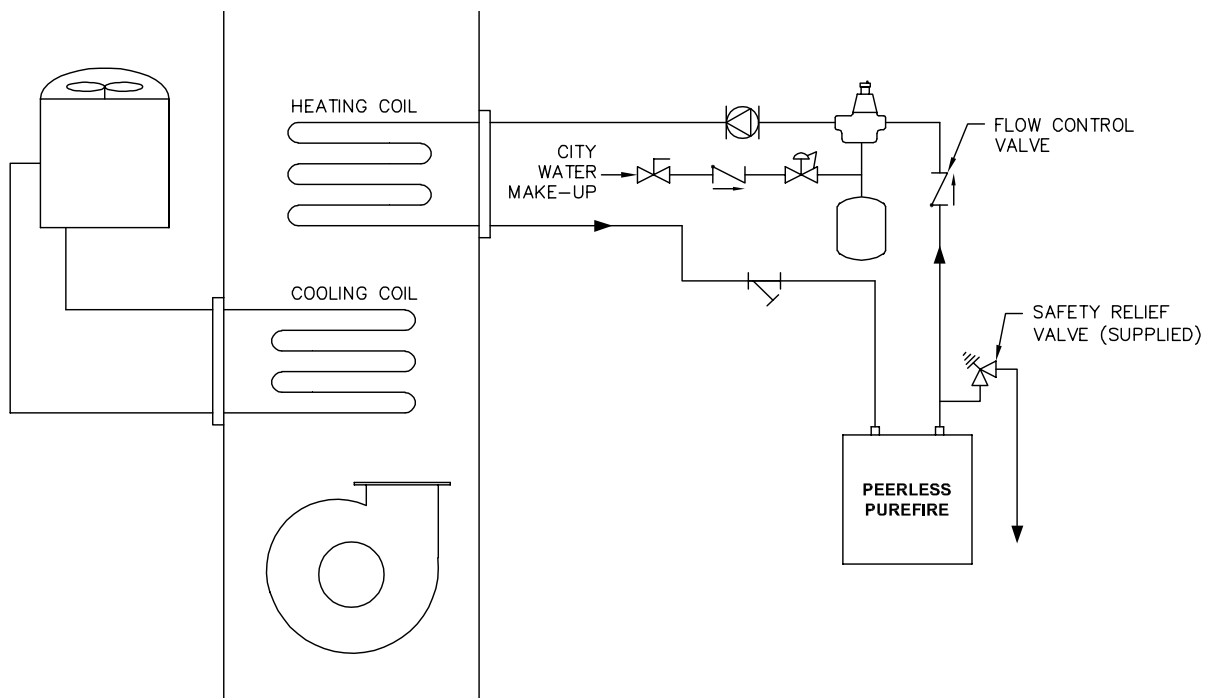 HEATING COIL
CITY
WATER
MAKE-UP
FLOW CONTROL
VALVE
COOLING COIL
SAFETY RELIEF
VALVE (SUPPLIED)
PEERLESS
PUREFIRE